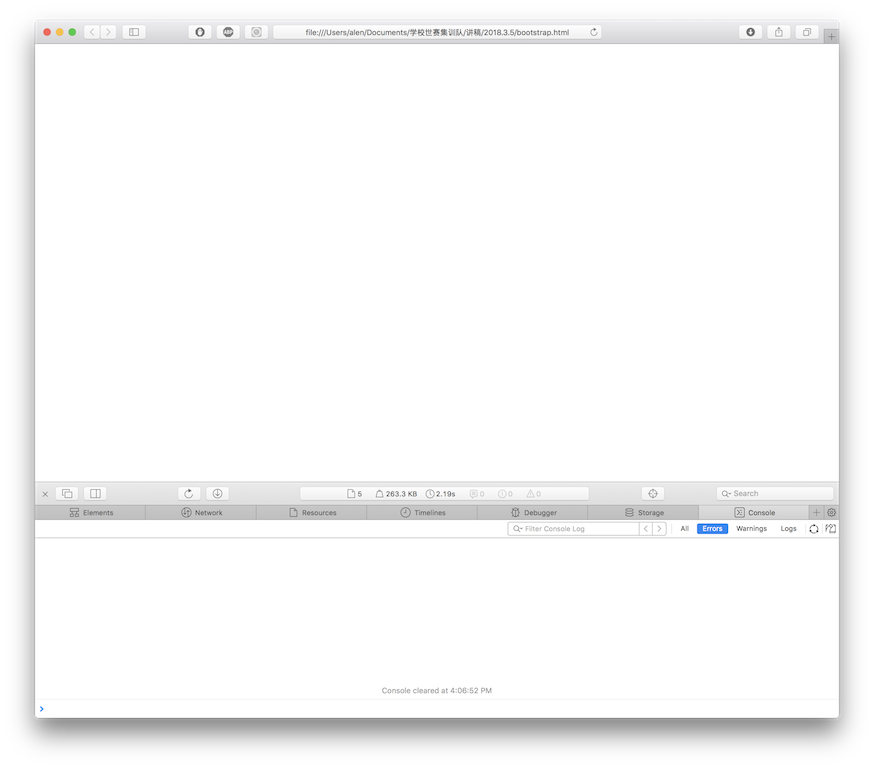 ABP
file:///Users/alen/Documents/学校世赛集训队/讲稿/2018.3.5/bootstrap.html
5 263.3 KB 2.19s 0 0 0 Search
Elements Network Resources Timelines Debugger Storage Console
Filter Console Log All Errors Warnings Logs
Console cleared at 4:06:52 PM